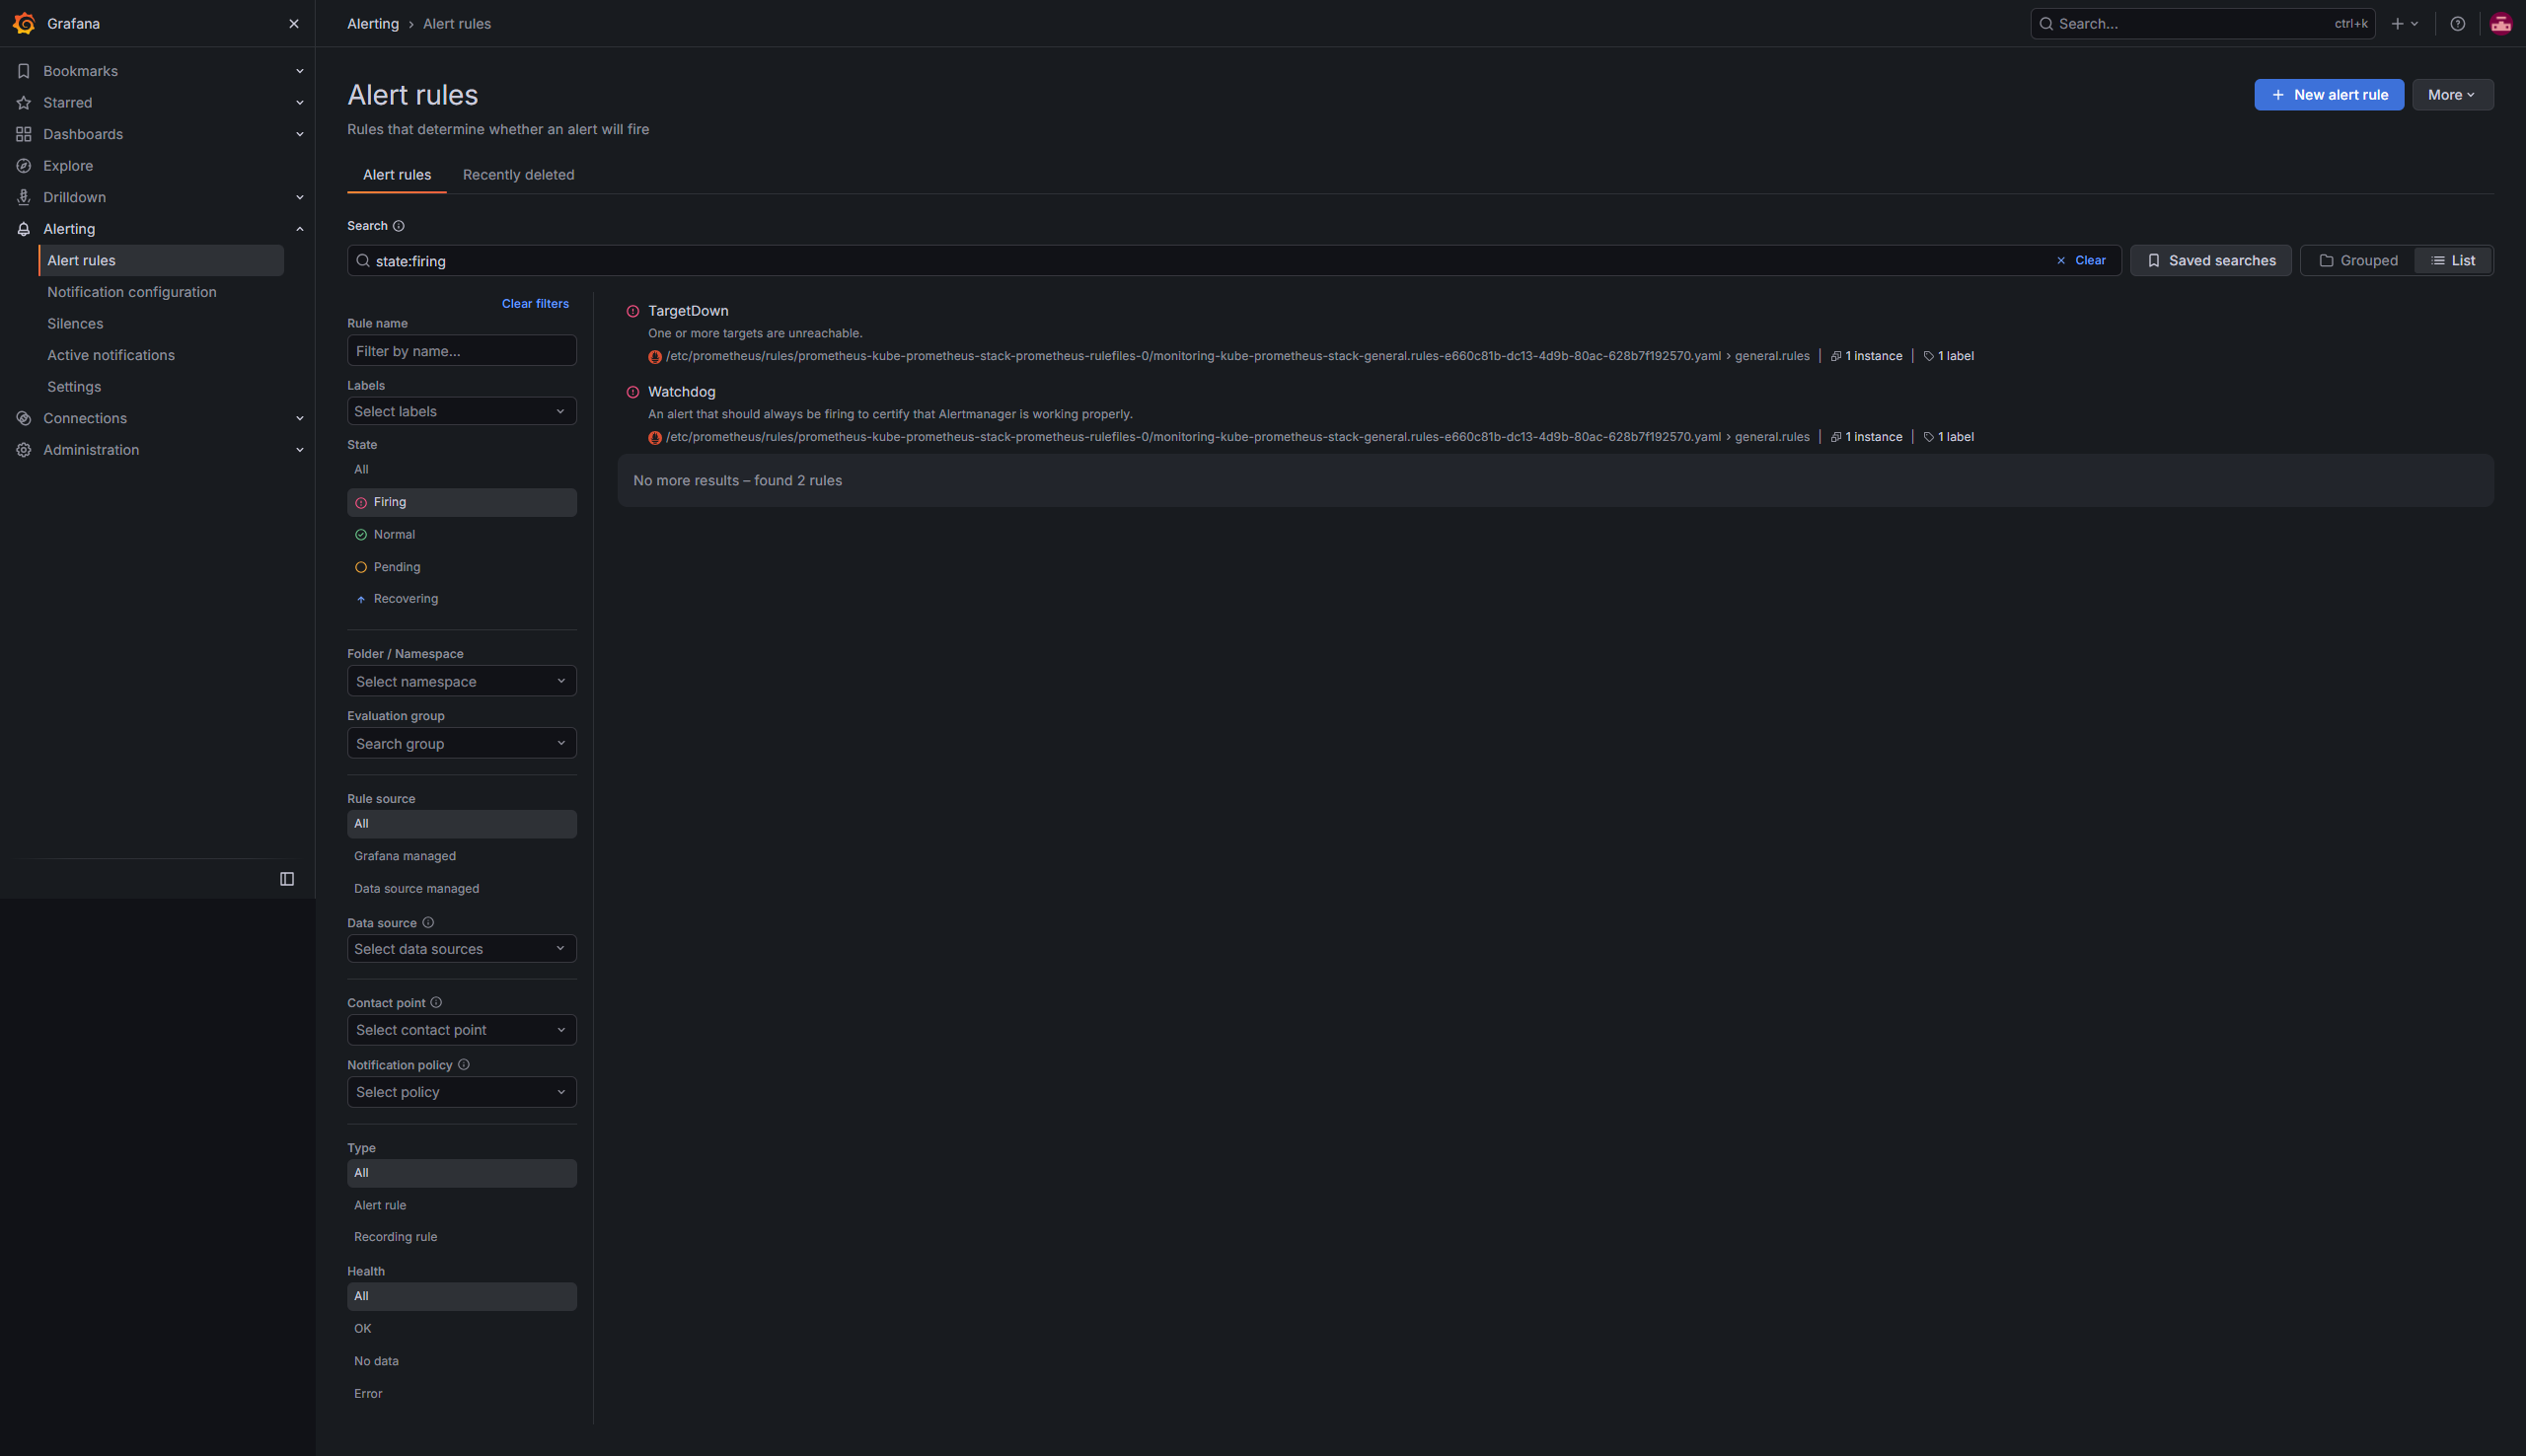 Grafana
Alerting › Alert rules
Search...
ctrl+k
Bookmarks
Starred
Dashboards
Explore
Drilldown
Alerting
Alert rules
Notification configuration
Silences
Active notifications
Settings
Connections
Administration
Alert rules
Rules that determine whether an alert will fire
New alert rule
More
Alert rules
Recently deleted
Search
state:firing
Clear
Saved searches
Grouped
List
Clear filters
Rule name
Filter by name...
Labels
Select labels
State
All
Firing
Normal
Pending
Recovering
Folder / Namespace
Select namespace
Evaluation group
Search group
Rule source
All
Grafana managed
Data source managed
Data source
Select data sources
Contact point
Select contact point
Notification policy
Select policy
Type
All
Alert rule
Recording rule
Health
All
OK
No data
Error
TargetDown
One or more targets are unreachable.
/etc/prometheus/rules/prometheus-kube-prometheus-stack-prometheus-rulefiles-0/monitoring-kube-prometheus-stack-general.rules-e660c81b-dc13-4d9b-80ac-628b7f192570.yaml › general.rules | 1 instance | 1 label
Watchdog
An alert that should always be firing to certify that Alertmanager is working properly.
/etc/prometheus/rules/prometheus-kube-prometheus-stack-prometheus-rulefiles-0/monitoring-kube-prometheus-stack-general.rules-e660c81b-dc13-4d9b-80ac-628b7f192570.yaml › general.rules | 1 instance | 1 label
No more results – found 2 rules